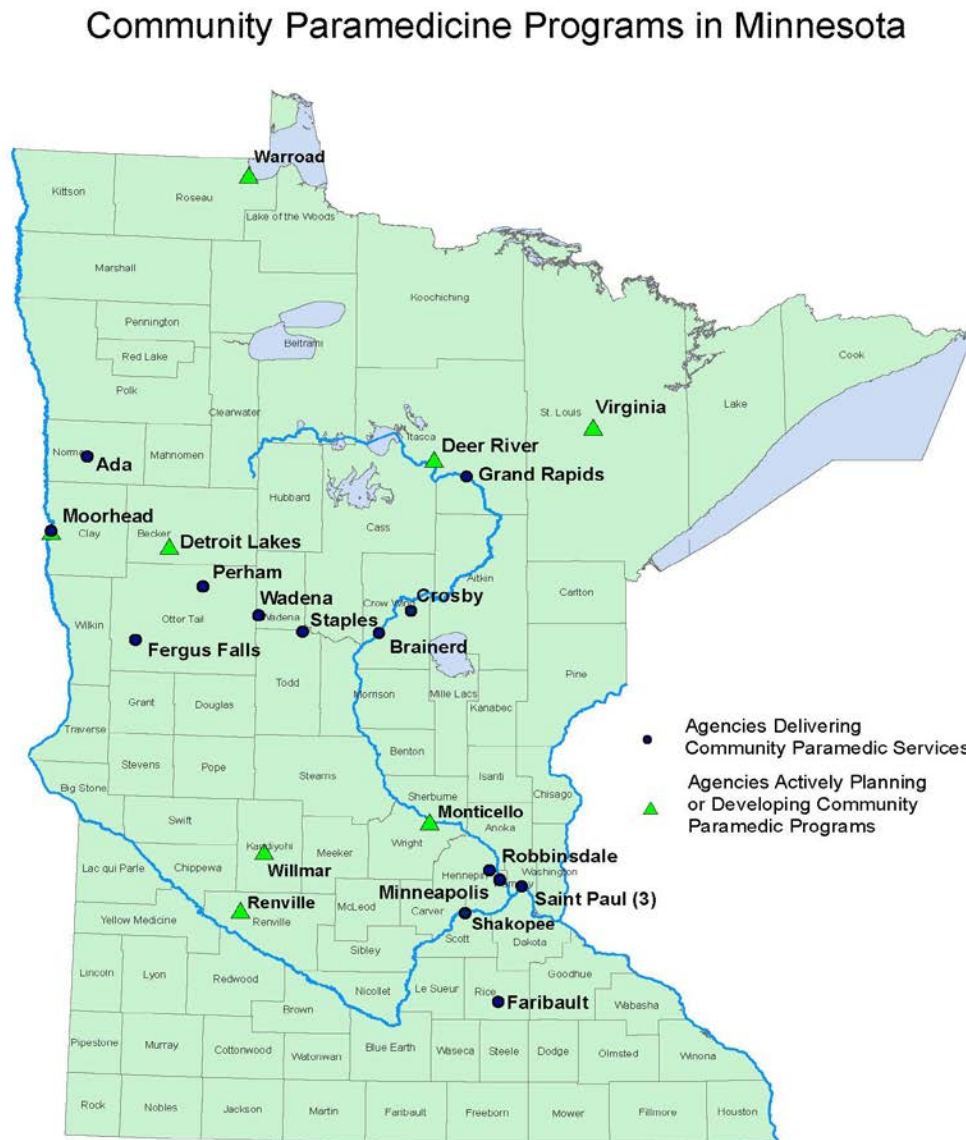 Community Paramedicine Programs in Minnesota
Warroad
Kittson
Roseau
Lake of the Woods
Marshall
Koochiching
Pennington
Beltrami
Red Lake
Cook
Polk
Lake
Clearwater
St. Louis
Virginia
Itasca
Deer River
Norman
Ada
Mahnomen
Grand Rapids
Hubbard
Moorhead
Clay
Becker
Detroit Lakes
Cass
Perham
Aitkin
Wadena
Crow Wing
Crosby
Carlton
Wilkin
Otter Tail
Wadena
Staples
Fergus Falls
Brainerd
Todd
Morrison
Mille Lacs
Pine
Grant
Douglas
Kanabec
Traverse
Benton
Stevens
Pope
Stearns
Isanti
Big Stone
Sherburne
Chisago
Agencies Delivering
Community Paramedic Services
Agencies Actively Planning
or Developing Community
Paramedic Programs
Swift
Monticello
Anoka
Kandiyohi
Meeker
Wright
Lac qui Parle
Chippewa
Willmar
Robbinsdale
Hennepin
Washington
Minneapolis
Saint Paul (3)
Renville
McLeod
Carver
Shakopee
Yellow Medicine
Renville
Scott
Dakota
Sibley
Lincoln
Lyon
Redwood
Goodhue
Nicollet
Le Sueur
Rice
Faribault
Wabasha
Brown
Pipestone
Murray
Cottonwood
Watonwan
Blue Earth
Waseca
Steele
Dodge
Olmsted
Winona
Rock
Nobles
Jackson
Martin
Faribault
Freeborn
Mower
Fillmore
Houston